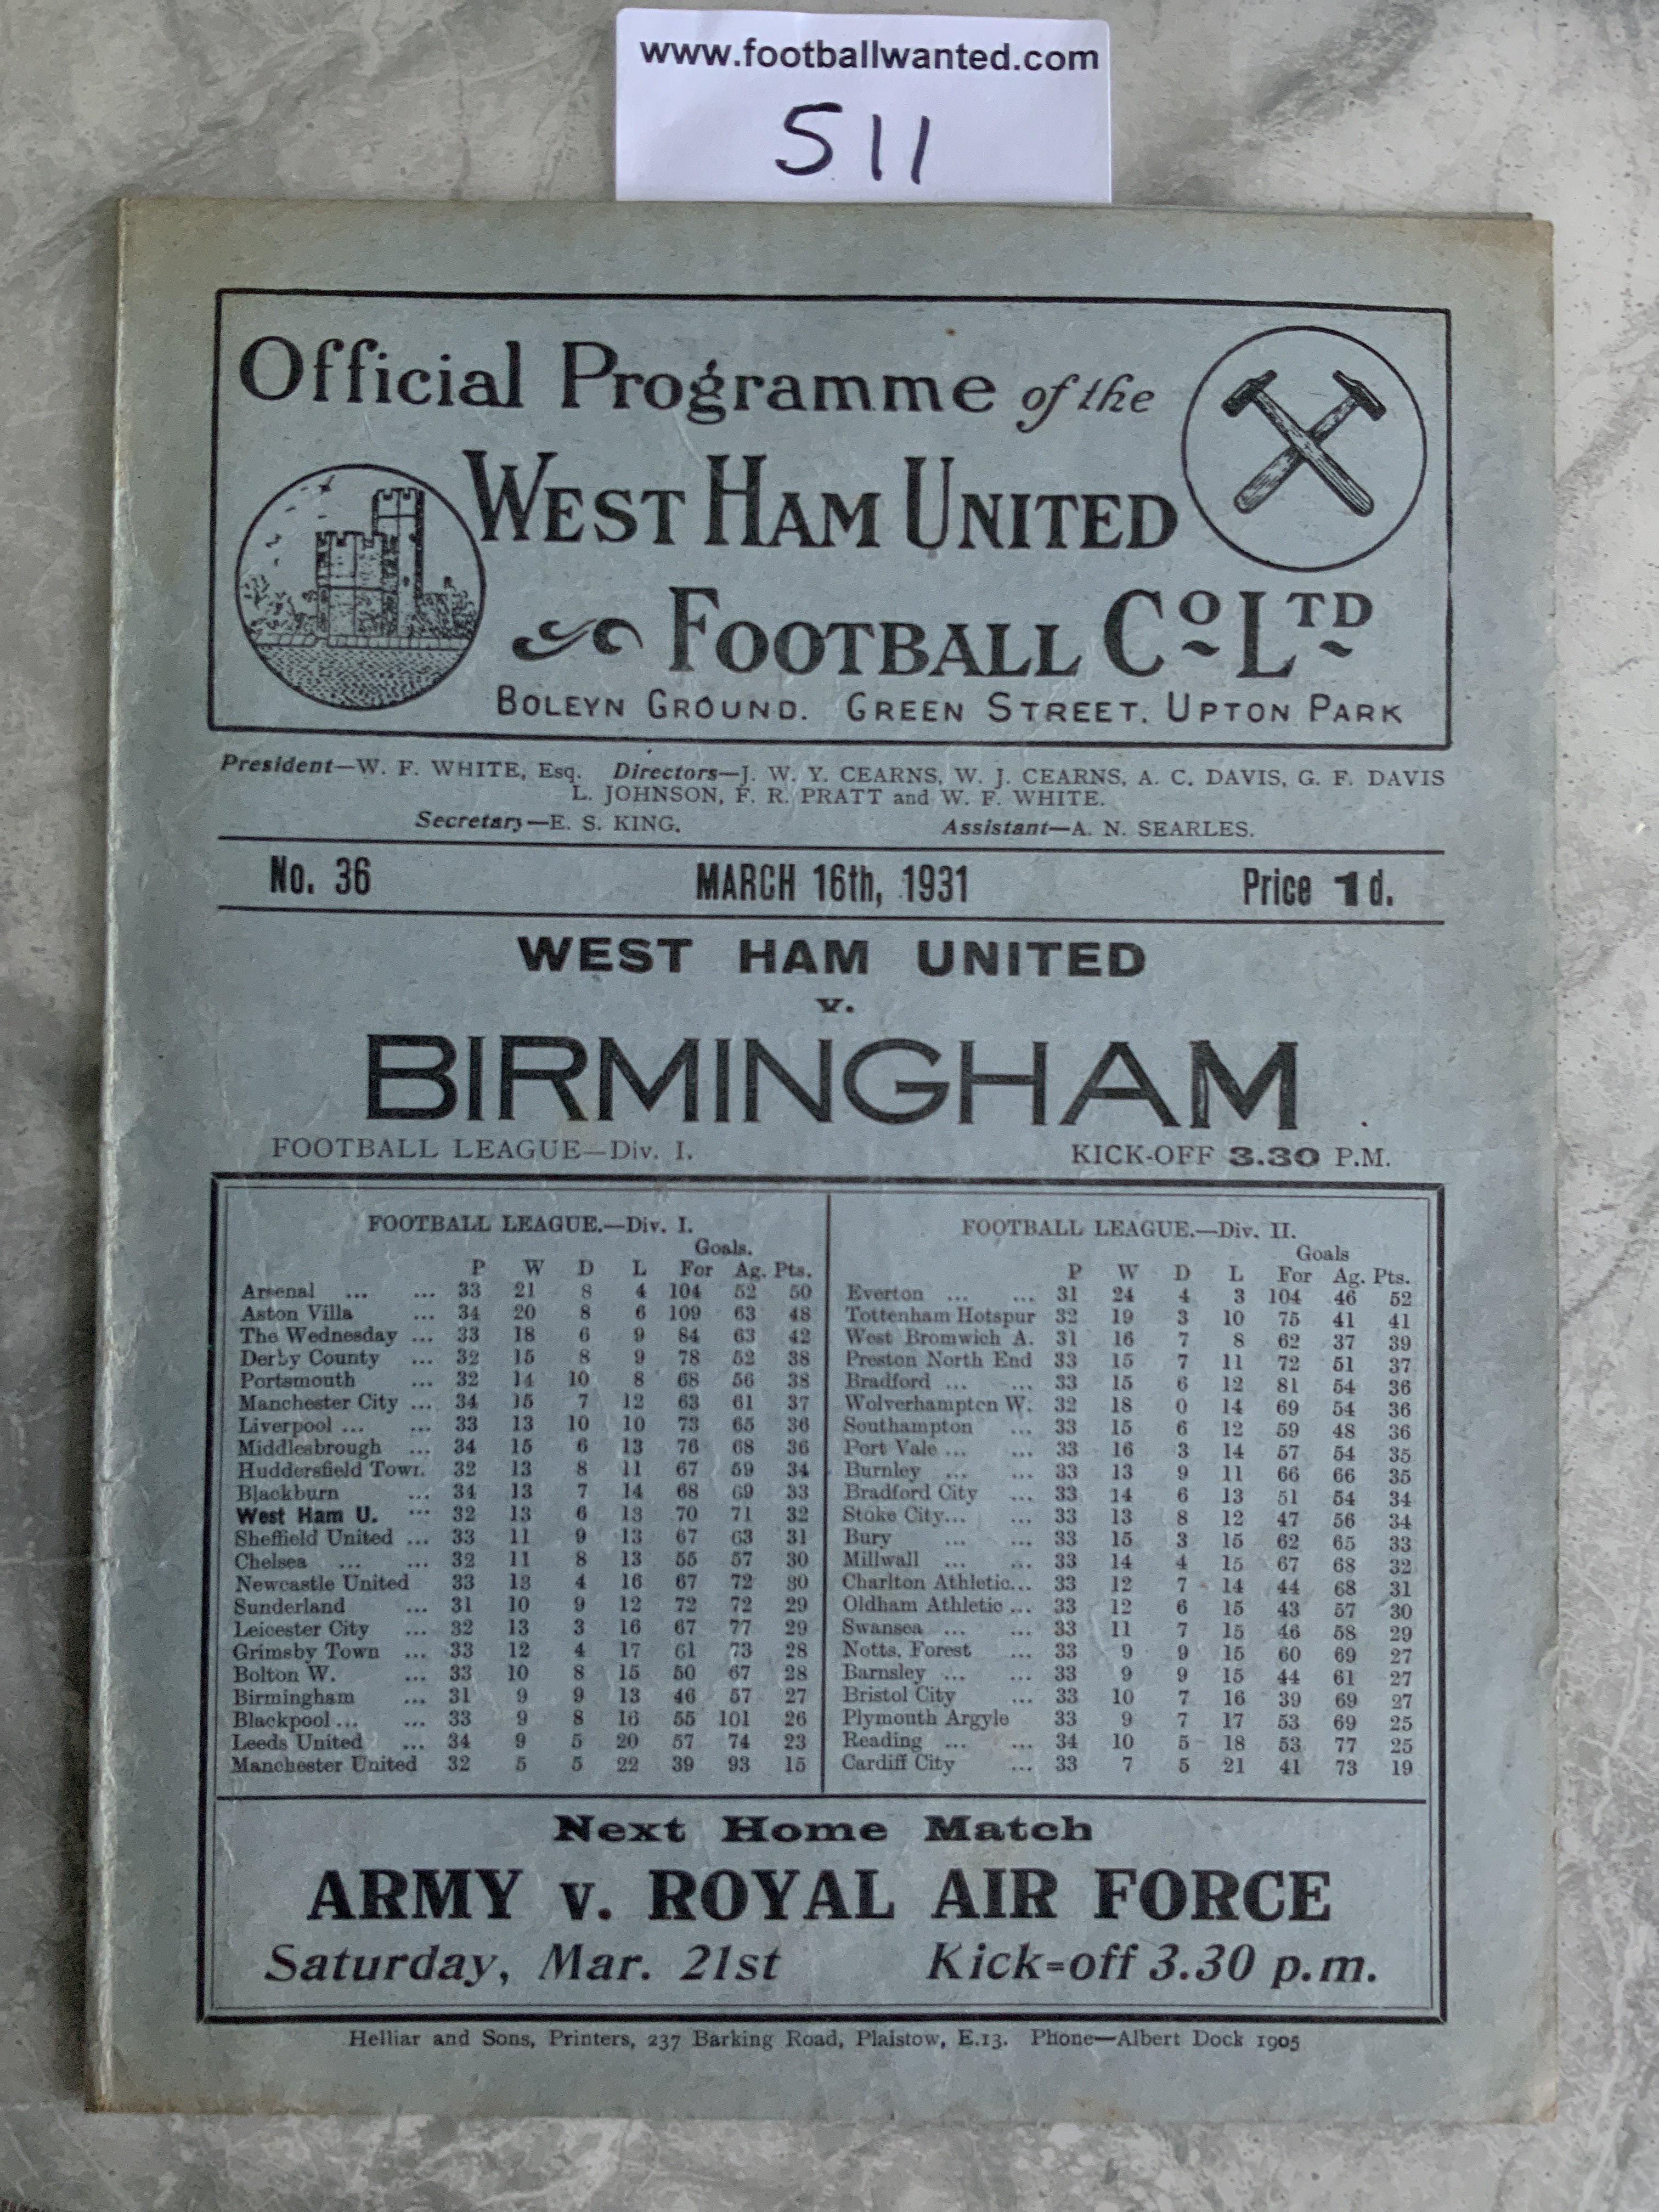 www.footballwanted.com
511
Official Programme of the
WEST HAM UNITED
FOOTBALL CO LTD
BOLEYN GROUND. GREEN STREET. UPTON PARK
President—W. F. WHITE, Esq. Directors—J. W. Y. CEARNS, W. J. CEARNS, A. C. DAVIS, G. F. DAVIS
L. JOHNSON, F. R. PRATT and W. F. WHITE.
Secretary—E. S. KING. Assistant—A. N. SEARLES.
No. 36 MARCH 16th, 1931 Price 1d.
WEST HAM UNITED
v.
BIRMINGHAM
FOOTBALL LEAGUE—Div. I. KICK-OFF 3.30 P.M.
FOOTBALL LEAGUE.—Div. I.
Goals.
P W D L For Ag. Pts.
Arsenal ... ... 33 21 8 4 104 52 50
Aston Villa ... 34 20 8 6 109 63 48
The Wednesday ... 33 18 6 9 84 63 42
Derby County ... 32 15 8 9 78 52 38
Portsmouth ... 32 14 10 8 68 56 38
Manchester City ... 34 15 7 12 63 61 37
Liverpool ... ... 33 13 10 10 73 65 36
Middlesbrough ... 34 15 6 13 76 68 36
Huddersfield Town. 32 13 8 11 67 59 34
Blackburn ... 34 13 7 14 68 69 33
West Ham U. ... 32 13 6 13 70 71 32
Sheffield United ... 33 11 9 13 67 63 31
Chelsea ... ... 32 11 8 13 55 57 30
Newcastle United 33 13 4 16 67 72 30
Sunderland ... 31 10 9 12 72 72 29
Leicester City ... 32 13 3 16 67 77 29
Grimsby Town ... 33 12 4 17 61 73 28
Bolton W. ... 33 10 8 15 50 67 28
Birmingham ... 31 9 9 13 46 57 27
Blackpool ... ... 33 9 8 16 55 101 26
Leeds United ... 34 9 5 20 57 74 23
Manchester United 32 5 5 22 39 93 15
FOOTBALL LEAGUE.—Div. II.
Goals
P W D L For Ag. Pts.
Everton ... ... 31 24 4 3 104 46 52
Tottenham Hotspur 32 19 3 10 75 41 41
West Bromwich A. 31 16 7 8 62 37 39
Preston North End 33 15 7 11 72 51 37
Bradford ... ... 33 15 6 12 81 54 36
Wolverhampton W. 32 18 0 14 69 54 36
Southampton ... 33 15 6 12 59 48 36
Port Vale ... ... 33 16 3 14 57 54 35
Burnley ... ... 33 13 9 11 66 66 35
Bradford City ... 33 14 6 13 51 54 34
Stoke City... ... 33 13 8 12 47 56 34
Bury ... ... 33 15 3 15 62 65 33
Millwall ... ... 33 14 4 15 67 68 32
Charlton Athletic... 33 12 7 14 44 68 31
Oldham Athletic ... 33 12 6 15 43 57 30
Swansea ... ... 33 11 7 15 46 58 29
Notts. Forest ... 33 9 9 15 60 69 27
Barnsley ... ... 33 9 9 15 44 61 27
Bristol City ... 33 10 7 16 39 69 27
Plymouth Argyle 33 9 7 17 53 69 25
Reading ... ... 34 10 5 18 53 77 25
Cardiff City ... 33 7 5 21 41 73 19
Next Home Match
ARMY v. ROYAL AIR FORCE
Saturday, Mar. 21st Kick=off 3.30 p.m.
Helliar and Sons, Printers, 237 Barking Road, Plaistow, E.13. Phone—Albert Dock 1905